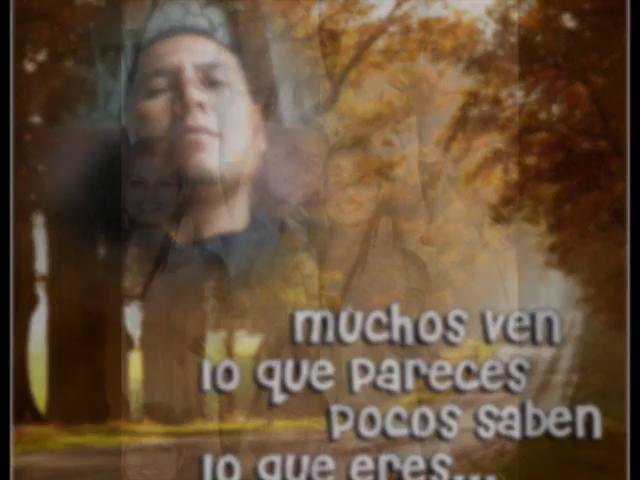 muchos ven
lo que pareces
pocos saben
lo que eres...